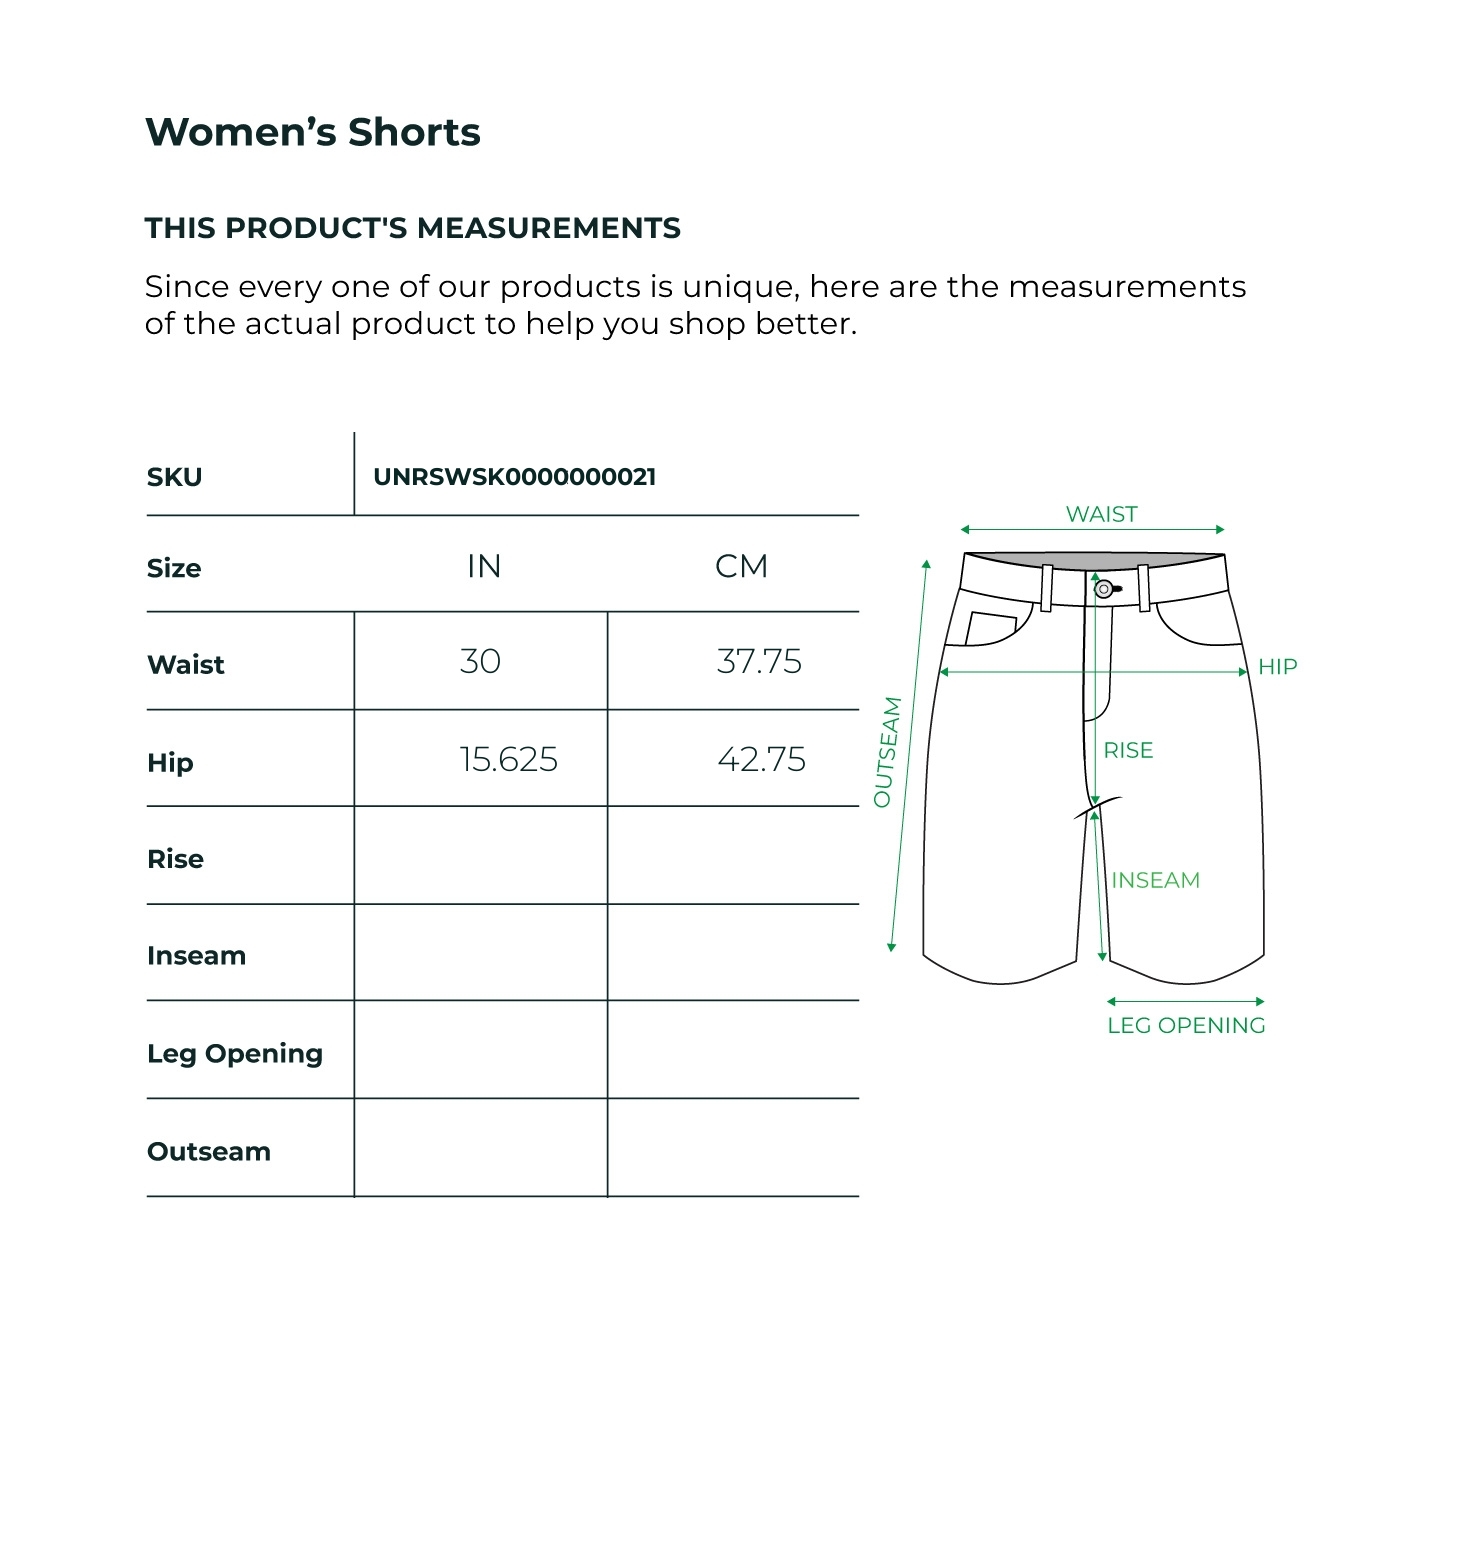 Women’s Shorts
THIS PRODUCT'S MEASUREMENTS
Since every one of our products is unique, here are the measurements
of the actual product to help you shop better.
SKU UNRSWSK0000000021
Size IN CM
Waist 30 37.75
Hip 15.625 42.75
Rise
Inseam
Leg Opening
Outseam
WAIST
HIP
OUTSEAM
RISE
INSEAM
LEG OPENING